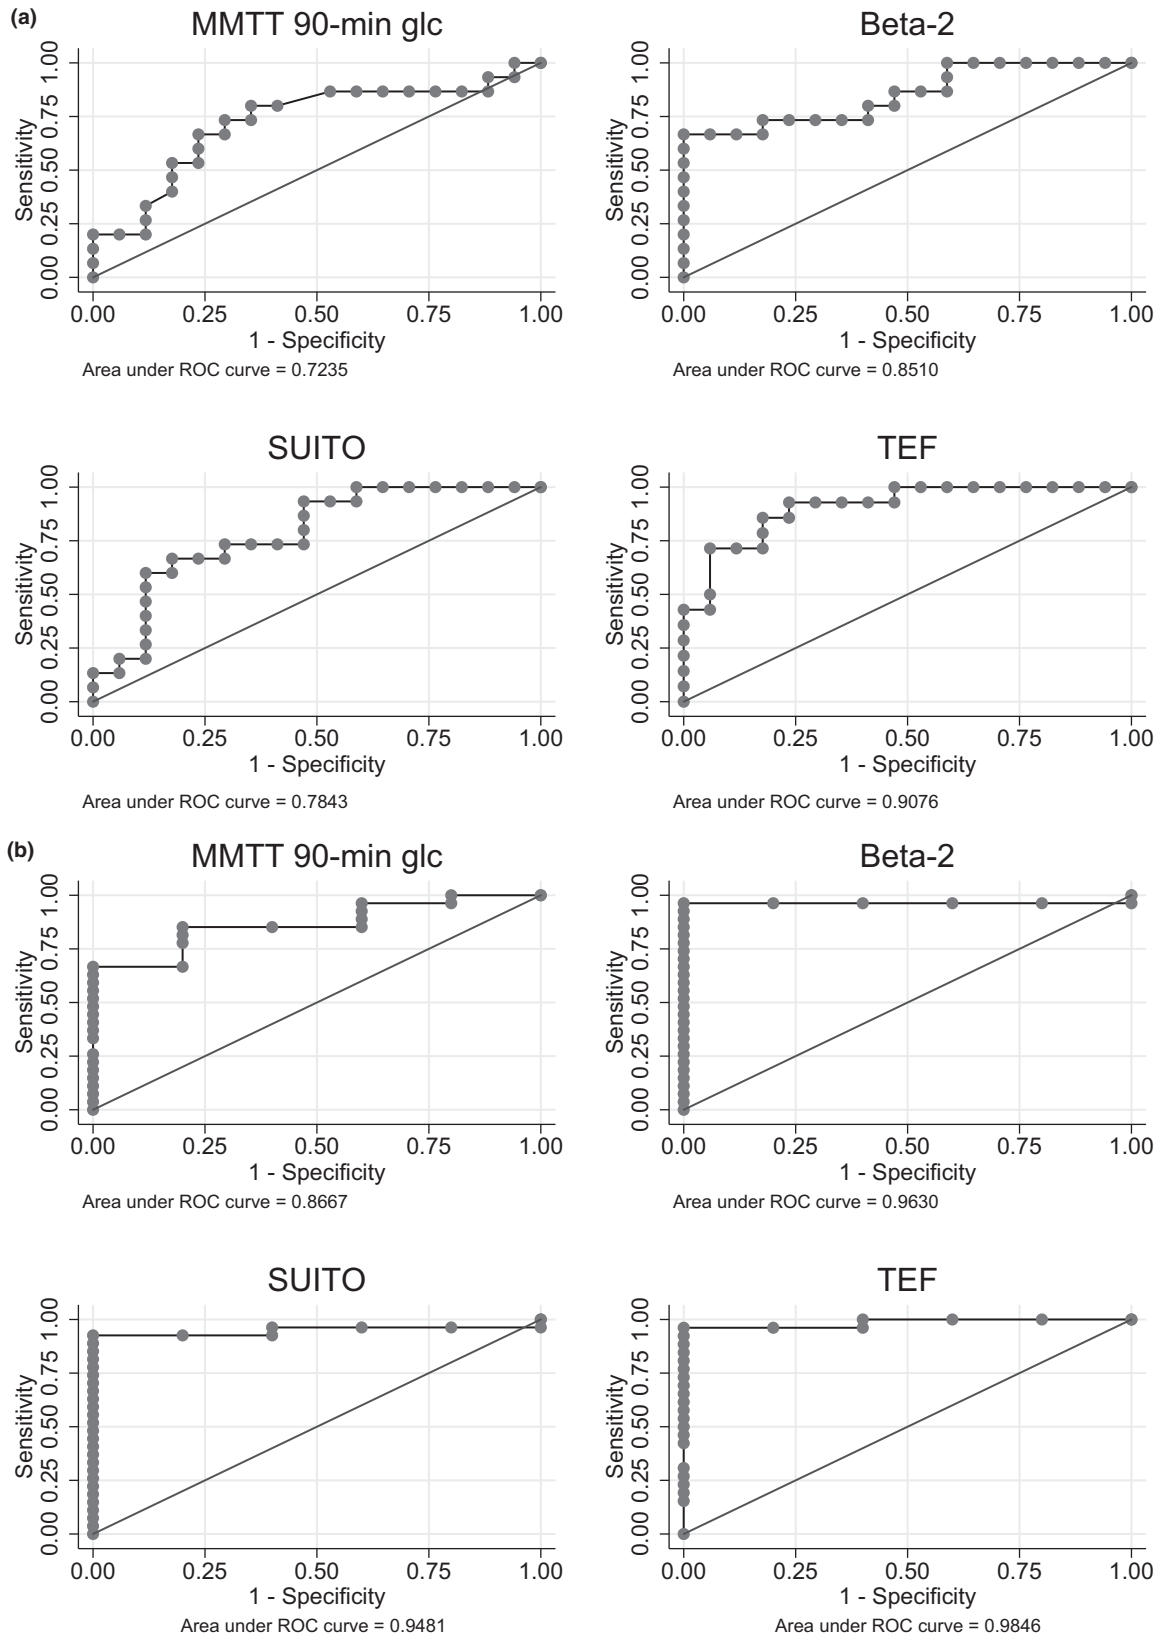 (a)
MMTT 90-min glc
Sensitivity
0.00 0.25 0.50 0.75 1.00
0.00 0.25 0.50 0.75 1.00
1 - Specificity
Area under ROC curve = 0.7235
Beta-2
Sensitivity
0.00 0.25 0.50 0.75 1.00
0.00 0.25 0.50 0.75 1.00
1 - Specificity
Area under ROC curve = 0.8510
SUITO
Sensitivity
0.00 0.25 0.50 0.75 1.00
0.00 0.25 0.50 0.75 1.00
1 - Specificity
Area under ROC curve = 0.7843
TEF
Sensitivity
0.00 0.25 0.50 0.75 1.00
0.00 0.25 0.50 0.75 1.00
1 - Specificity
Area under ROC curve = 0.9076
(b)
MMTT 90-min glc
Sensitivity
0.00 0.25 0.50 0.75 1.00
0.00 0.25 0.50 0.75 1.00
1 - Specificity
Area under ROC curve = 0.8667
Beta-2
Sensitivity
0.00 0.25 0.50 0.75 1.00
0.00 0.25 0.50 0.75 1.00
1 - Specificity
Area under ROC curve = 0.9630
SUITO
Sensitivity
0.00 0.25 0.50 0.75 1.00
0.00 0.25 0.50 0.75 1.00
1 - Specificity
Area under ROC curve = 0.9481
TEF
Sensitivity
0.00 0.25 0.50 0.75 1.00
0.00 0.25 0.50 0.75 1.00
1 - Specificity
Area under ROC curve = 0.9846